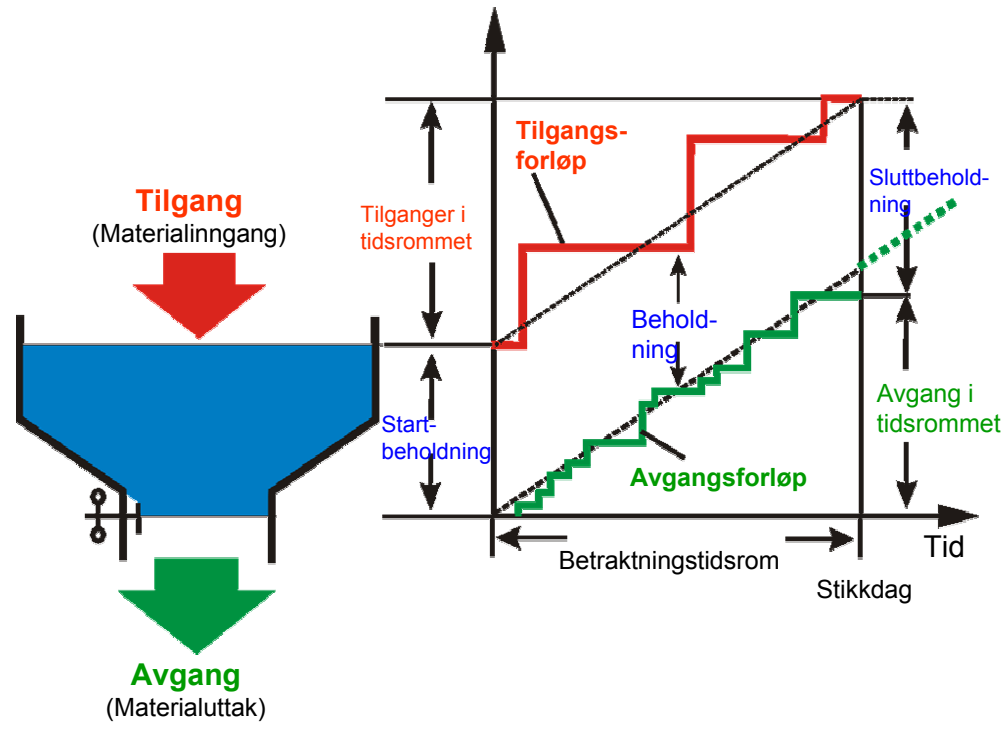 Tilgang
(Materialinngang)
Avgang
(Materialuttak)
Tilgangs-
forløp
Tilganger i
tidsrommet
Sluttbehold-
ning
Behold-
ning
Start-
beholdning
Avgang i
tidsrommet
Avgangsforløp
Betraktningstidsrom
Tid
Stikkdag